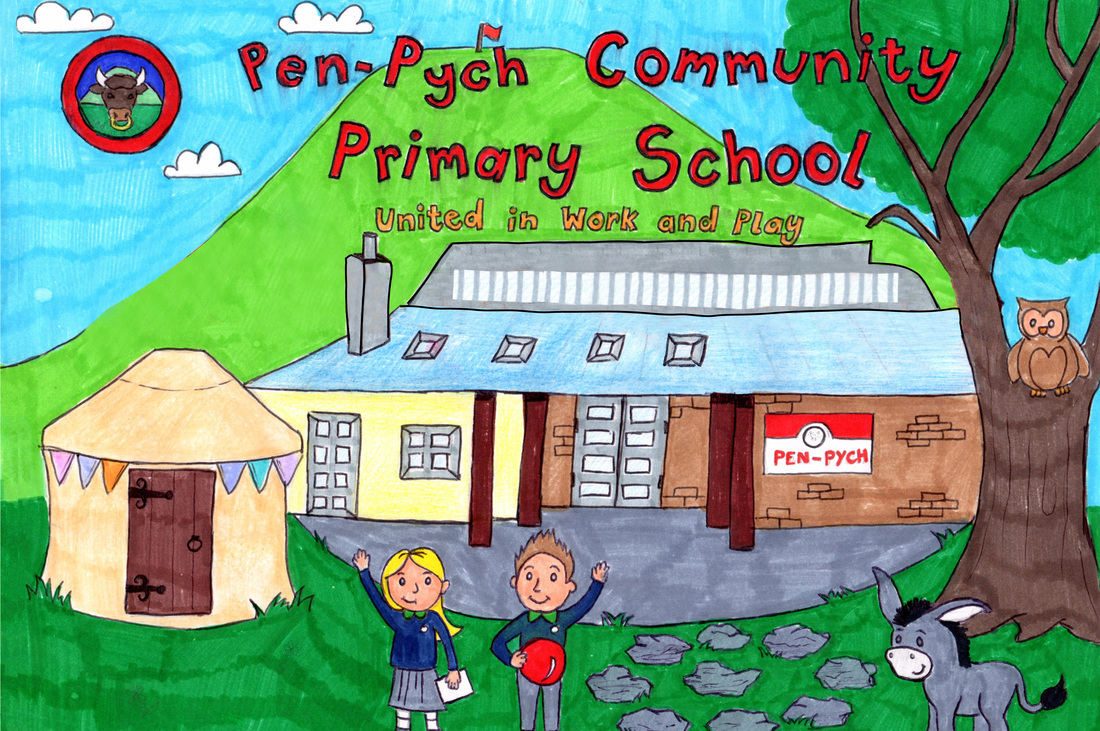 Pen-Pych Community
Primary School
United in Work and Play
PEN-PYCH